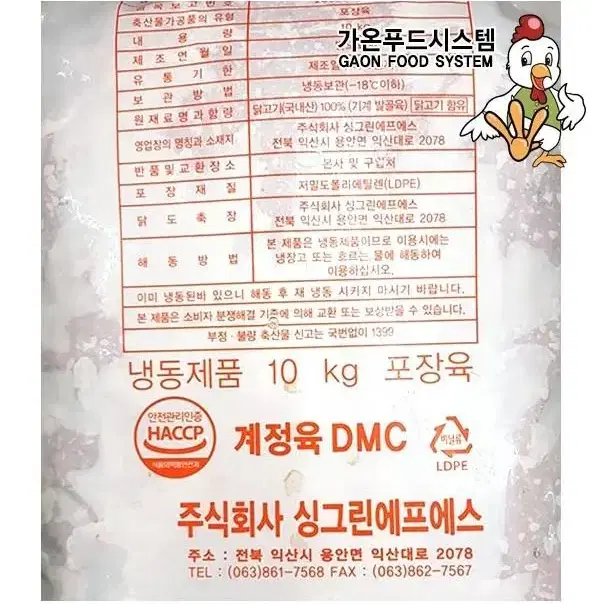 가온푸드시스템
GAON FOOD SYSTEM
축산물가공품의 유형 포장육
내용량 10 kg
제조연월일 제조일
유통기한
보관방법 냉동보관(-18℃이하)
원재료명과함량 닭고기(국내산) 100% (기계 발골육) 닭고기 함유
영업장의 명칭과 소재지 주식회사 싱그린에프에스
전북 익산시 용안면 익산대로 2078
반품및교환장소 본사 및 구입처
포장재질 저밀도폴리에틸렌(LDPE)
닭도축장 주식회사 싱그린에프에스
전북 익산시 용안면 익산대로 2078
해동방법 본 제품은 냉동제품이므로 이용시에는
냉장고 또는 흐르는 물에 해동하여
이용하십시오.
이미 냉동된바 있으니 해동 후 재 냉동 시키지 마시기 바랍니다.
본 제품은 소비자 분쟁해결 기준에 의해 교환 또는 보상받을 수 있습니다.
부정·불량 축산물 신고는 국번없이 1399
냉동제품 10 kg 포장육
안전관리인증
HACCP
식품의약품안전처
계정육 DMC
비닐류
LDPE
주식회사 싱그린에프에스
주소 : 전북 익산시 용안면 익산대로 2078
TEL : (063)861-7568 FAX : (063)862-7567